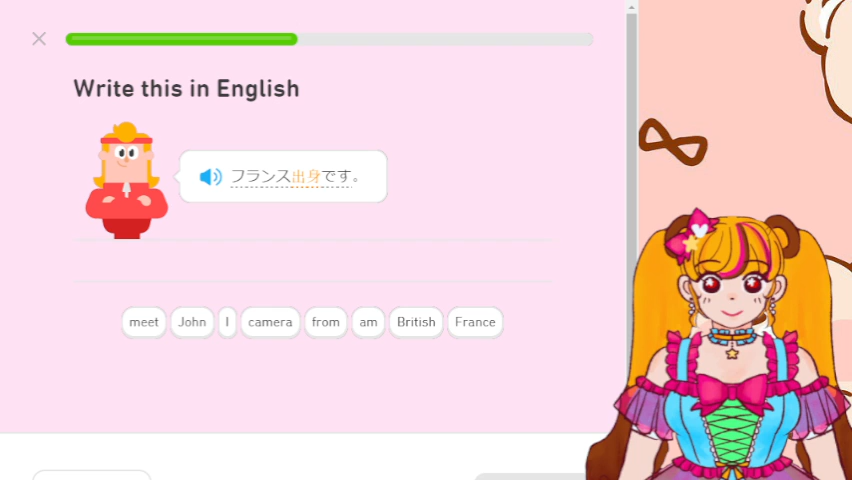 Write this in English
フランス出身です。
meet John I camera from am British France